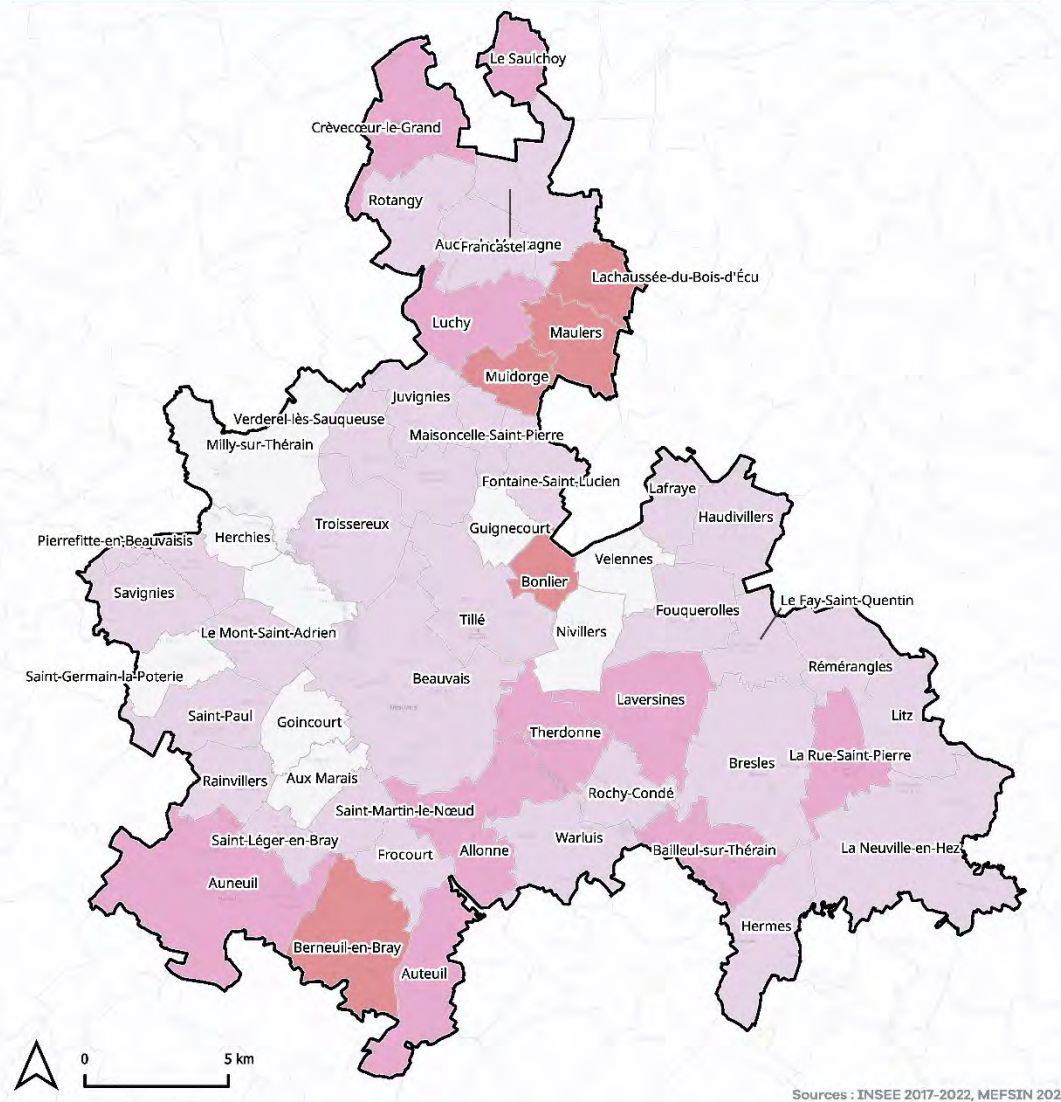 Le Saulchoy
Crèvecœur-le-Grand
Rotangy
Francastel
Lachaussée-du-Bois-d'Écu
Luchy
Maulers
Muidorge
Juvignies
Verderel-lès-Sauqueuse
Maisoncelle-Saint-Pierre
Milly-sur-Thérain
Fontaine-Saint-Lucien
Lafraye
Haudivillers
Troissereux
Guignecourt
Herchies
Pierrefitte-en-Beauvaisis
Velennes
Bonlier
Savignies
Le Fay-Saint-Quentin
Fouquerolles
Tillé
Le Mont-Saint-Adrien
Nivillers
Rémérangles
Saint-Germain-la-Poterie
Beauvais
Laversines
Saint-Paul
Litz
Goincourt
Therdonne
La Rue-Saint-Pierre
Bresles
Rainvillers
Aux Marais
Rochy-Condé
Saint-Martin-le-Nœud
Saint-Léger-en-Bray
Warluis
Frocourt
Allonne
Bailleul-sur-Thérain
La Neuville-en-Hez
Auneuil
Hermes
Berneuil-en-Bray
Auteuil
0 5 km
Sources : INSEE 2017-2022, MEFSIN 202